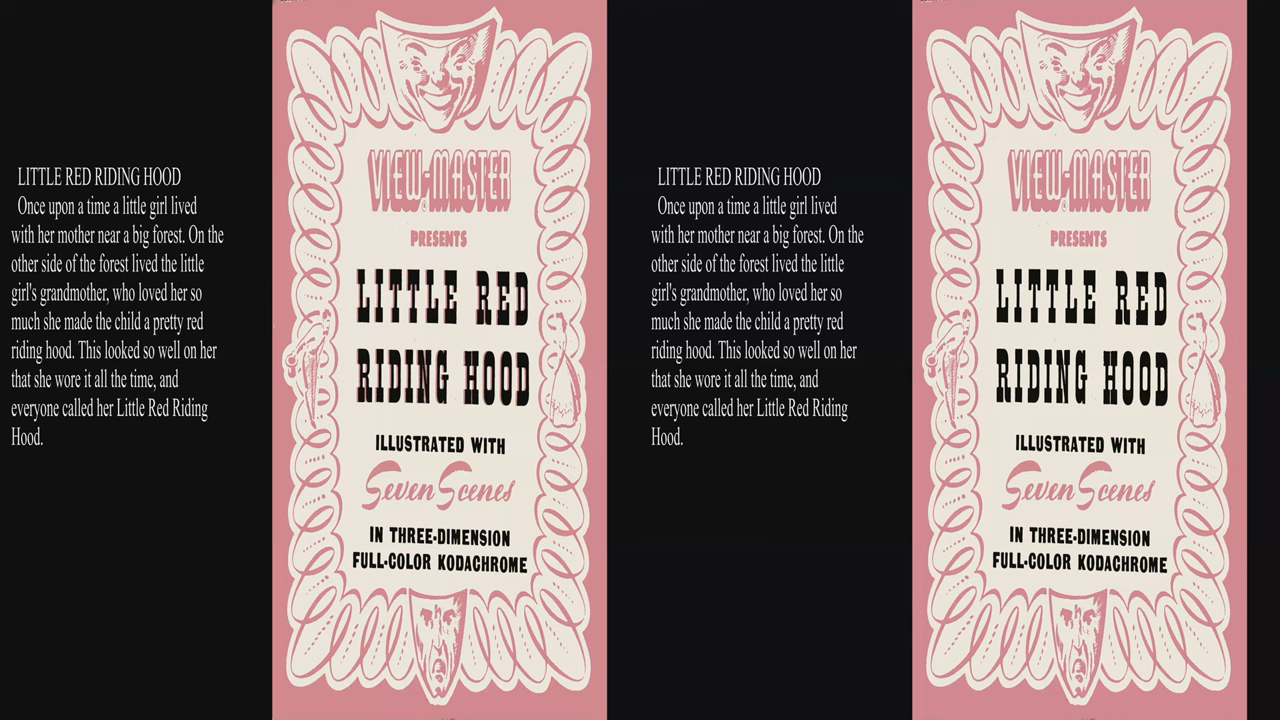 LITTLE RED RIDING HOOD
Once upon a time a little girl lived
with her mother near a big forest. On the
other side of the forest lived the little
girl's grandmother, who loved her so
much she made the child a pretty red
riding hood. This looked so well on her
that she wore it all the time, and
everyone called her Little Red Riding
Hood.
VIEW-MASTER
PRESENTS
LITTLE RED
RIDING HOOD
ILLUSTRATED WITH
Seven Scenes
IN THREE-DIMENSION
FULL-COLOR KODACHROME
LITTLE RED RIDING HOOD
Once upon a time a little girl lived
with her mother near a big forest. On the
other side of the forest lived the little
girl's grandmother, who loved her so
much she made the child a pretty red
riding hood. This looked so well on her
that she wore it all the time, and
everyone called her Little Red Riding
Hood.
VIEW-MASTER
PRESENTS
LITTLE RED
RIDING HOOD
ILLUSTRATED WITH
Seven Scenes
IN THREE-DIMENSION
FULL-COLOR KODACHROME